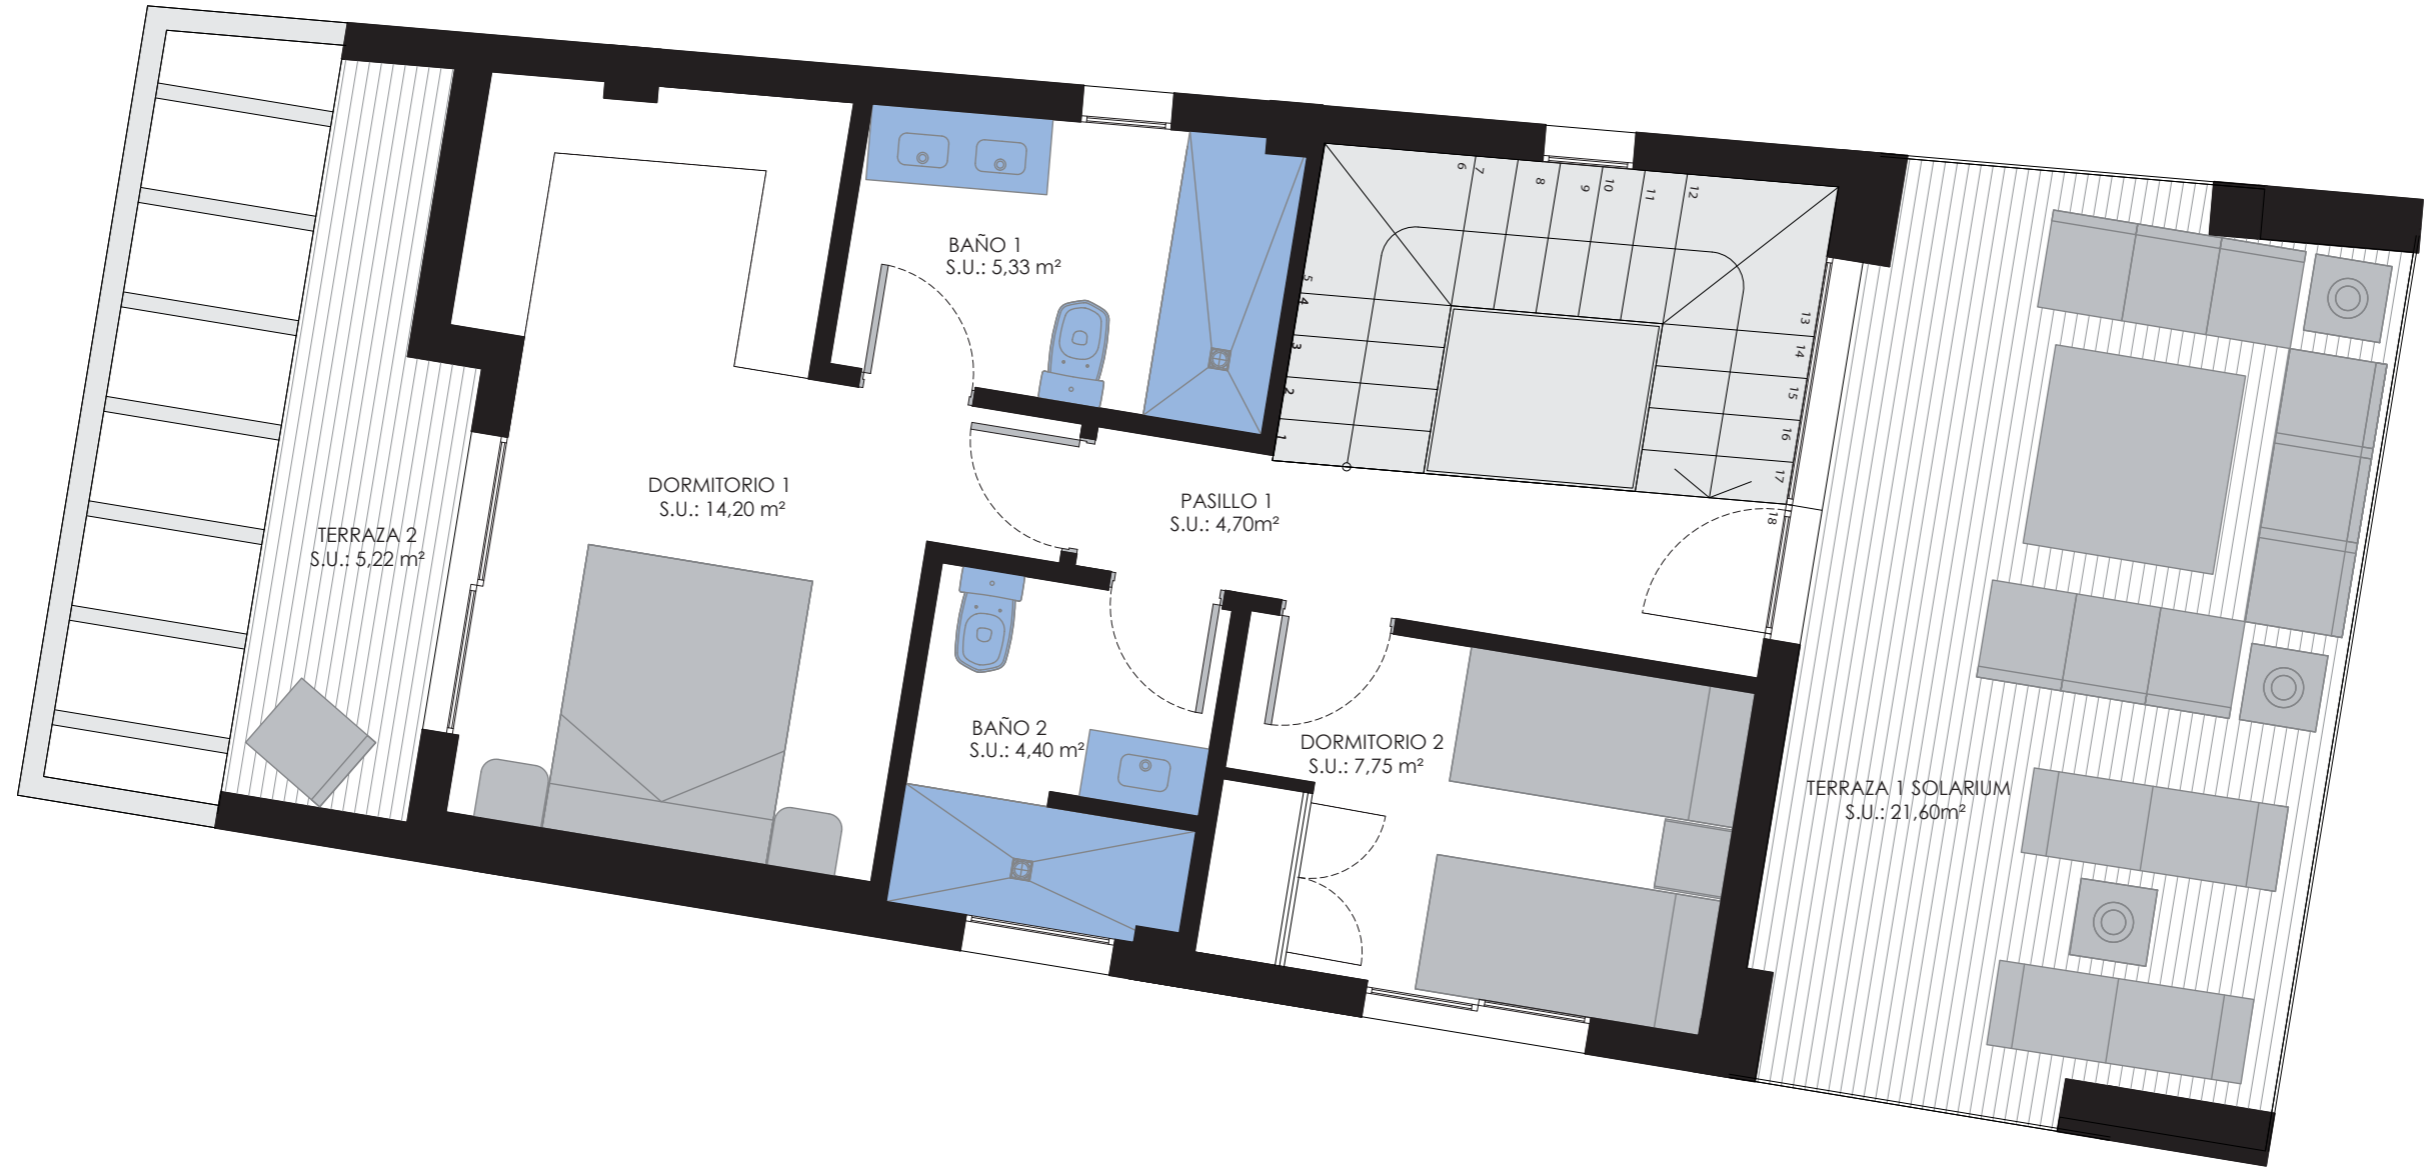 BAÑO 1
S.U.: 5,33 m²
DORMITORIO 1
S.U.: 14,20 m²
PASILLO 1
S.U.: 4,70m²
TERRAZA 2
S.U.: 5,22 m²
BAÑO 2
S.U.: 4,40 m²
DORMITORIO 2
S.U.: 7,75 m²
TERRAZA 1 SOLARIUM
S.U.: 21,60m²
1
2
3
4
5
6
7
8
9
10
11
12
13
14
15
16
17
18